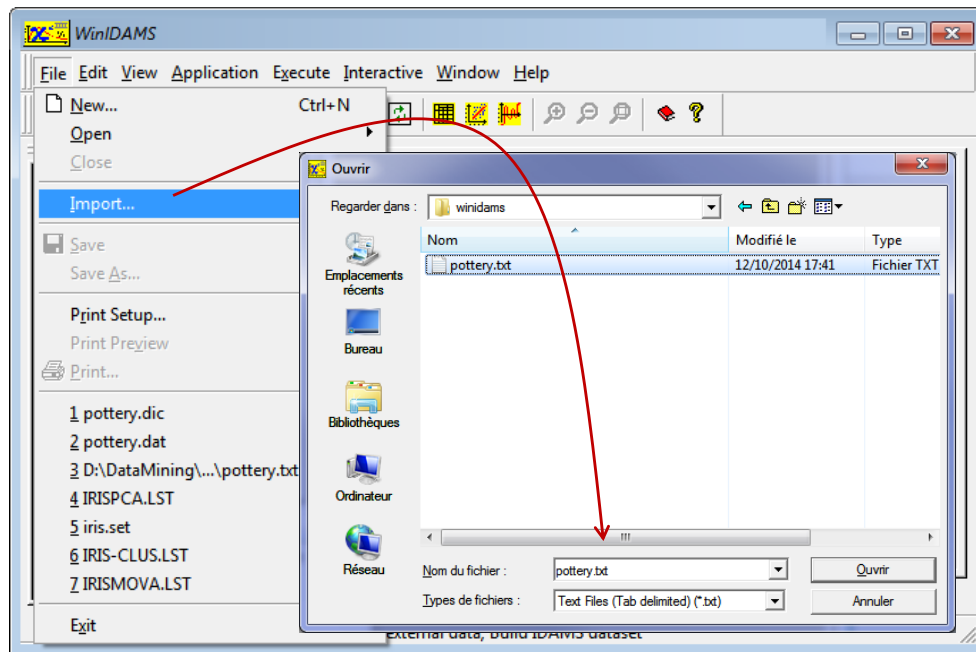 WinIDAMS
File Edit View Application Execute Interactive Window Help
New... Ctrl+N
Open
Close
Import...
Save
Save As...
Print Setup...
Print Preview
Print...
1 pottery.dic
2 pottery.dat
3 D:\DataMining\...\pottery.txt
4 IRISPCA.LST
5 iris.set
6 IRIS-CLUS.LST
7 IRISMOVA.LST
Exit
Ouvrir
Regarder dans : winidams
Emplacements
récents
Bureau
Bibliothèques
Ordinateur
Réseau
Nom Modifié le Type
pottery.txt 12/10/2014 17:41 Fichier TXT
Nom du fichier : pottery.txt Ouvrir
Types de fichiers : Text Files (Tab delimited) (*.txt) Annuler
external data, Build IDAMS dataset